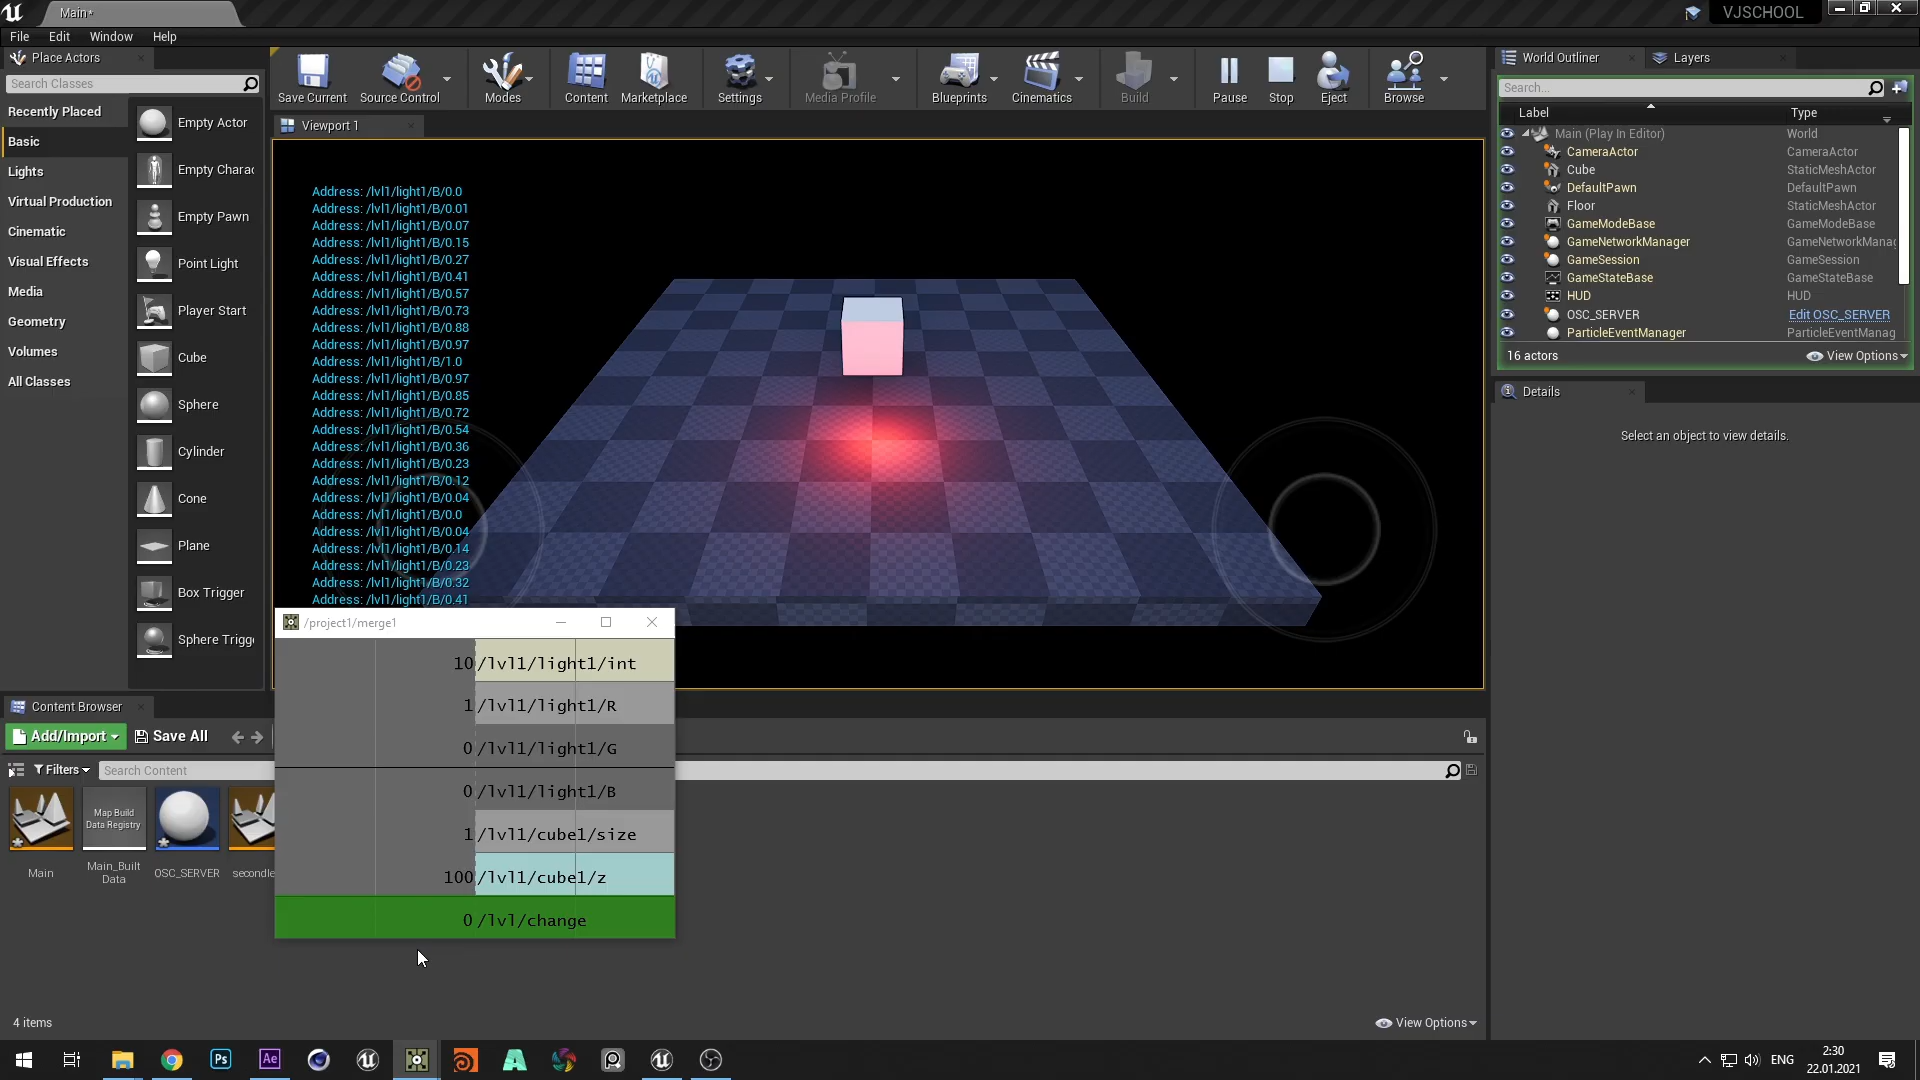 Main*
VJSCHOOL
File Edit Window Help
Place Actors
Search Classes
Recently Placed
Basic
Lights
Virtual Production
Cinematic
Visual Effects
Media
Geometry
Volumes
All Classes
Empty Actor
Empty Charac
Empty Pawn
Point Light
Player Start
Cube
Sphere
Cylinder
Cone
Plane
Box Trigger
Sphere Trigge
Save Current
Source Control
Modes
Content
Marketplace
Settings
Media Profile
Blueprints
Cinematics
Build
Pause
Stop
Eject
Browse
Viewport 1
Address: /lvl1/light1/B/0.0
Address: /lvl1/light1/B/0.01
Address: /lvl1/light1/B/0.07
Address: /lvl1/light1/B/0.15
Address: /lvl1/light1/B/0.27
Address: /lvl1/light1/B/0.41
Address: /lvl1/light1/B/0.57
Address: /lvl1/light1/B/0.73
Address: /lvl1/light1/B/0.88
Address: /lvl1/light1/B/0.97
Address: /lvl1/light1/B/1.0
Address: /lvl1/light1/B/0.97
Address: /lvl1/light1/B/0.85
Address: /lvl1/light1/B/0.72
Address: /lvl1/light1/B/0.54
Address: /lvl1/light1/B/0.36
Address: /lvl1/light1/B/0.23
Address: /lvl1/light1/B/0.12
Address: /lvl1/light1/B/0.04
Address: /lvl1/light1/B/0.0
Address: /lvl1/light1/B/0.04
Address: /lvl1/light1/B/0.14
Address: /lvl1/light1/B/0.23
Address: /lvl1/light1/B/0.32
Address: /lvl1/light1/B/0.41
/project1/merge1
10 /lvl1/light1/int
1 /lvl1/light1/R
0 /lvl1/light1/G
0 /lvl1/light1/B
1 /lvl1/cube1/size
100 /lvl1/cube1/z
0 /lvl/change
World Outliner
Layers
Search...
Label Type
Main (Play In Editor) World
CameraActor CameraActor
Cube StaticMeshActor
DefaultPawn DefaultPawn
Floor StaticMeshActor
GameModeBase GameModeBase
GameNetworkManager GameNetworkManag
GameSession GameSession
GameStateBase GameStateBase
HUD HUD
OSC_SERVER Edit OSC_SERVER
ParticleEventManager ParticleEventManag
16 actors
View Options
Details
Select an object to view details.
Content Browser
Add/Import
Save All
Filters
Search Content
Map Build
Data Registry
Main
Main_Built
Data
OSC_SERVER
secondle
4 items
View Options
Ps
Ae
ENG
2:30
22.01.2021